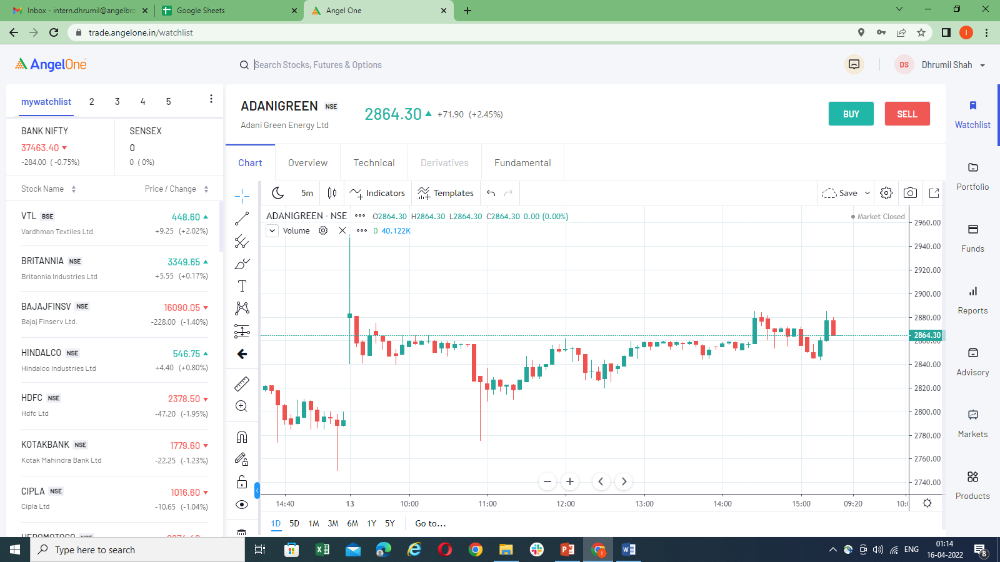 Inbox - intern.dhrumil@angelbro
Google Sheets
Angel One
trade.angelone.in/watchlist
I
AngelOne
Search Stocks, Futures & Options
DS
Dhrumil Shah
mywatchlist 2 3 4 5
BANK NIFTY
37463.40
-284.00 ( -0.75%)
SENSEX
0
0 ( 0%)
Stock Name
Price / Change
VTL BSE
448.60
Vardhman Textiles Ltd.
+9.25 (+2.02%)
BRITANNIA NSE
3349.65
Britannia Industries Ltd
+5.55 (+0.17%)
BAJAJFINSV NSE
16090.05
Bajaj Finserv Ltd.
-228.00 (-1.40%)
HINDALCO NSE
546.75
Hindalco Industries Ltd
+4.40 (+0.80%)
HDFC NSE
2378.50
Hdfc Ltd
-47.20 (-1.95%)
KOTAKBANK NSE
1779.60
Kotak Mahindra Bank Ltd
-22.25 (-1.23%)
CIPLA NSE
1016.60
Cipla Ltd
-10.65 (-1.04%)
ADANIGREEN NSE
Adani Green Energy Ltd
2864.30 +71.90 (+2.45%)
BUY
SELL
Chart
Overview
Technical
Derivatives
Fundamental
5m
Indicators
Templates
Save
ADANIGREEN - NSE
O2864.30 H2864.30 L2864.30 C2864.30 0.00 (0.00%)
Market Closed
Volume
0 40.122K
2960.00
2940.00
2920.00
2900.00
2880.00
2864.30
2860.00
2840.00
2820.00
2800.00
2780.00
2760.00
2740.00
14:40 13 10:00 11:00 12:00 13:00 14:00 15:00 09:20
1D 5D 1M 3M 6M 1Y 5Y Go to...
Watchlist
Portfolio
Funds
Reports
Advisory
Markets
Products
Type here to search
ENG
01:14
16-04-2022
8